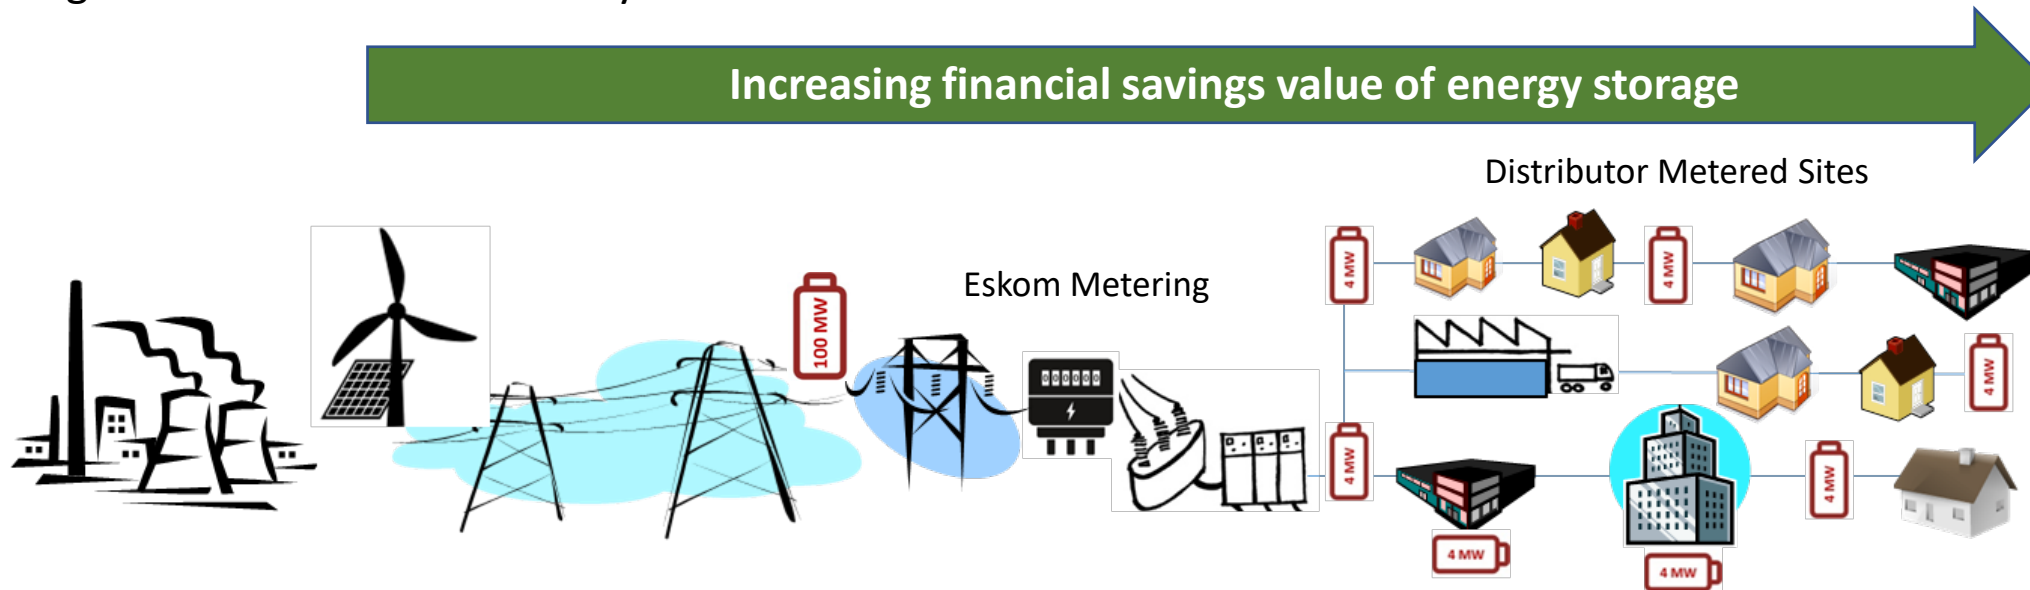 Increasing financial savings value of energy storage
Distributor Metered Sites
Eskom Metering
100 MW
000000
4 MW
4 MW
4 MW
4 MW
4 MW
4 MW
4 MW